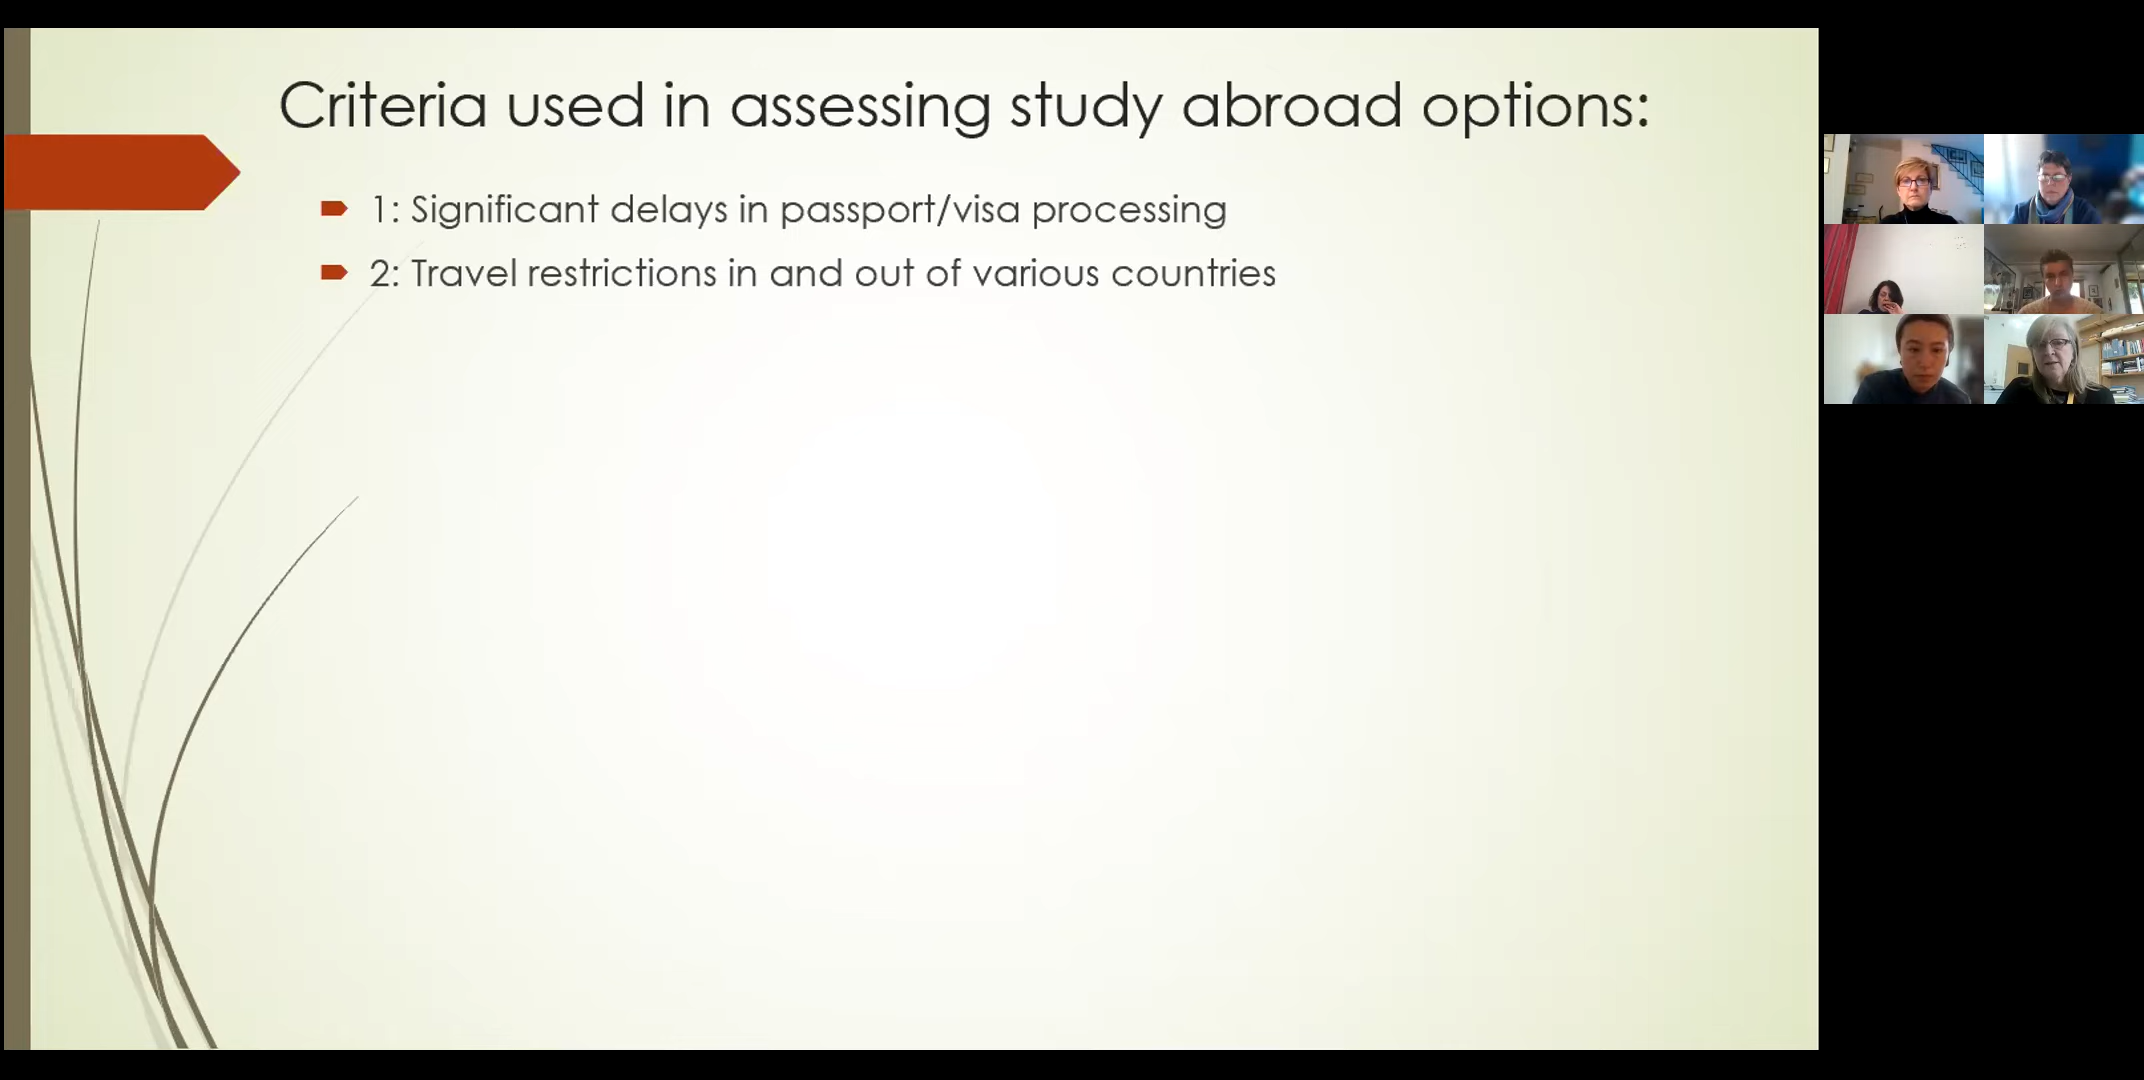 Criteria used in assessing study abroad options:
1: Significant delays in passport/visa processing
2: Travel restrictions in and out of various countries